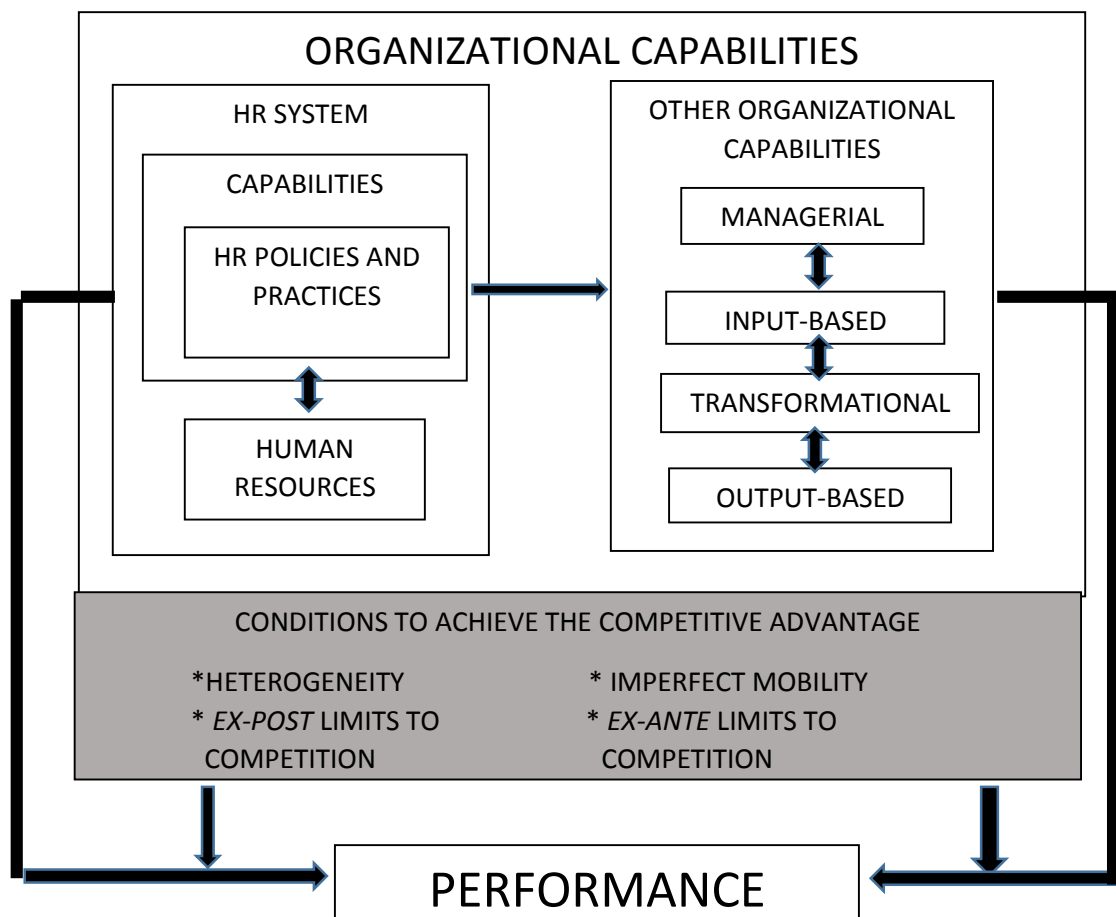 ORGANIZATIONAL CAPABILITIES
HR SYSTEM
CAPABILITIES
HR POLICIES AND
PRACTICES
HUMAN
RESOURCES
OTHER ORGANIZATIONAL
CAPABILITIES
MANAGERIAL
INPUT-BASED
TRANSFORMATIONAL
OUTPUT-BASED
CONDITIONS TO ACHIEVE THE COMPETITIVE ADVANTAGE
*HETEROGENEITY
* EX-POST LIMITS TO
COMPETITION
* IMPERFECT MOBILITY
* EX-ANTE LIMITS TO
COMPETITION
PERFORMANCE